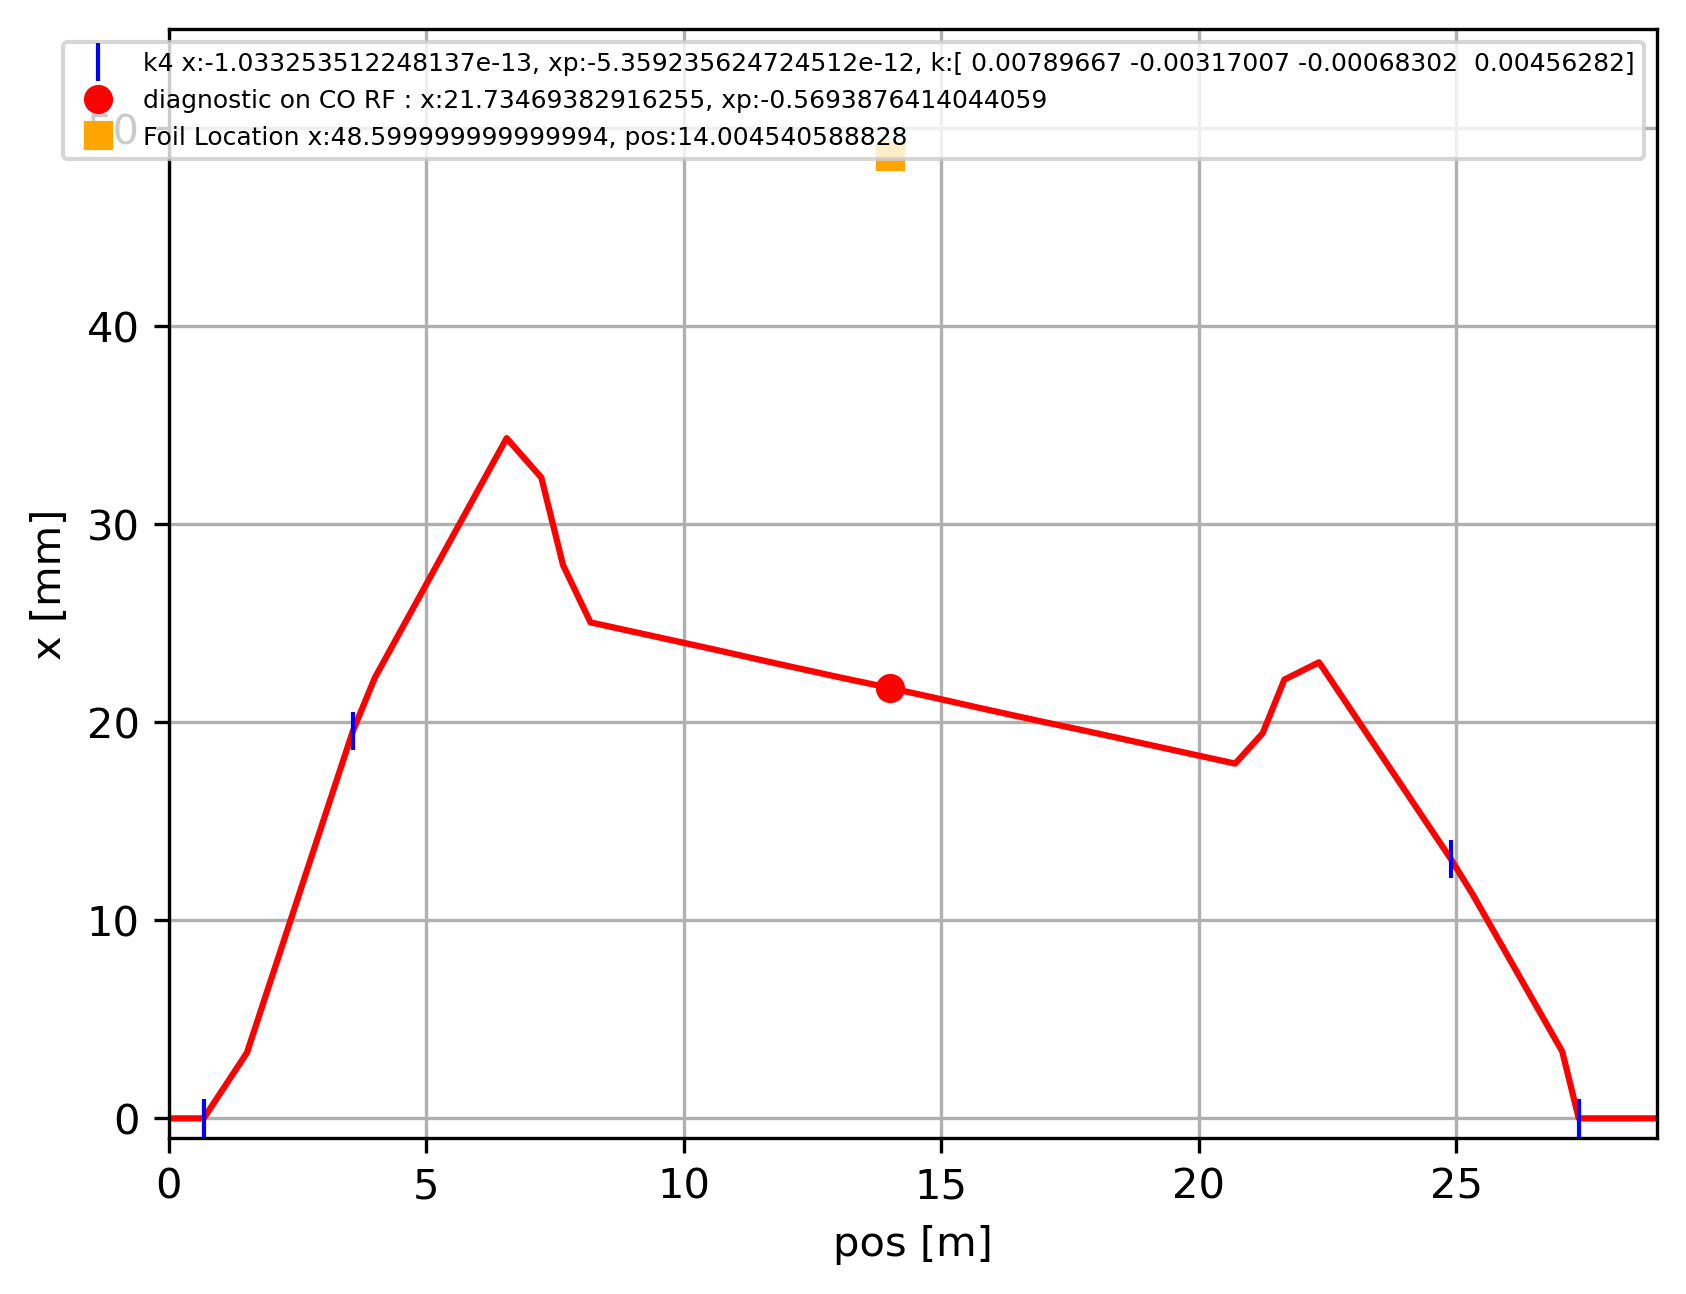 k4 x:-1.033253512248137e-13, xp:-5.359235624724512e-12, k:[ 0.00789667 -0.00317007 -0.00068302  0.00456282]
diagnostic on CO RF : x:21.73469382916255, xp:-0.5693876414044059
Foil Location x:48.599999999999994, pos:14.004540588828
50
40
30
20
10
0
x [mm]
0 5 10 15 20 25
pos [m]